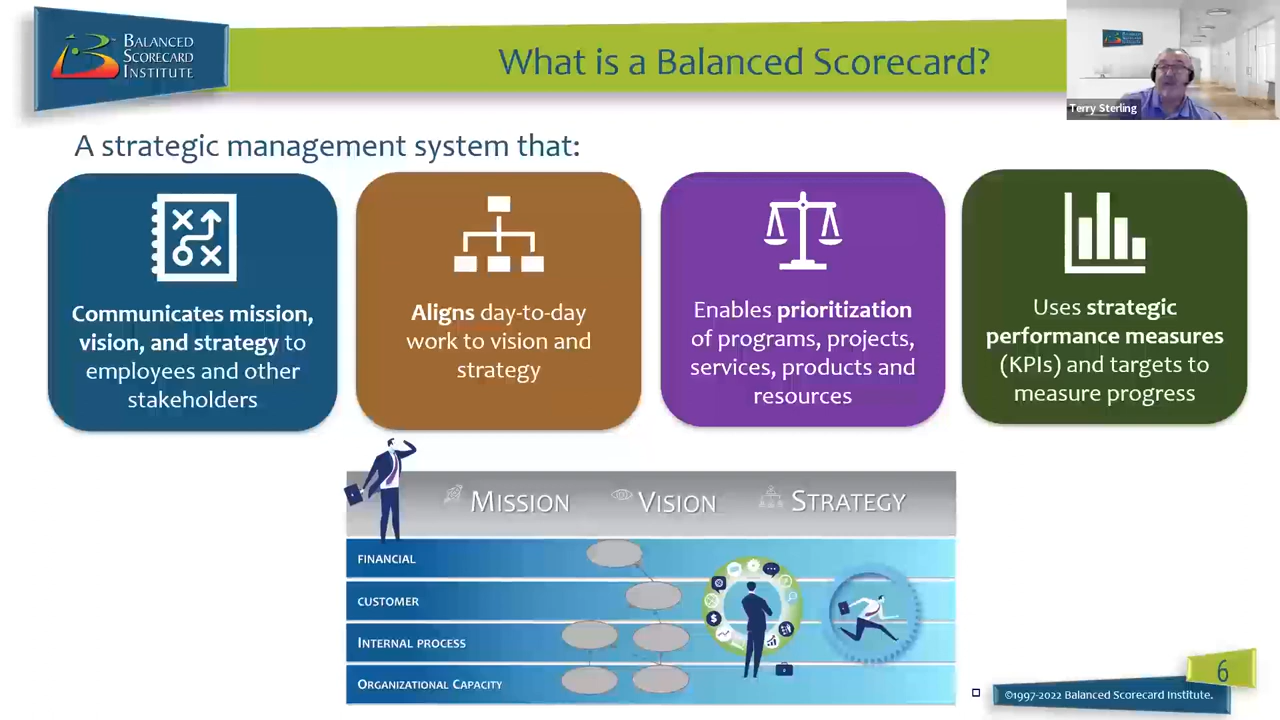 BALANCED
SCORECARD
INSTITUTE
What is a Balanced Scorecard?
Terry Sterling
A strategic management system that:
Communicates mission,
vision, and strategy to
employees and other
stakeholders
Aligns day-to-day
work to vision and
strategy
Enables prioritization
of programs, projects,
services, products and
resources
Uses strategic
performance measures
(KPIs) and targets to
measure progress
MISSION VISION STRATEGY
FINANCIAL
CUSTOMER
INTERNAL PROCESS
ORGANIZATIONAL CAPACITY
6
©1997-2022 Balanced Scorecard Institute.